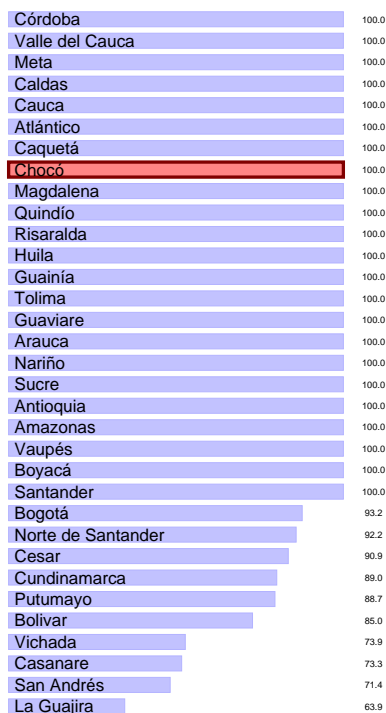 Córdoba 100.0
Valle del Cauca 100.0
Meta 100.0
Caldas 100.0
Cauca 100.0
Atlántico 100.0
Caquetá 100.0
Chocó 100.0
Magdalena 100.0
Quindío 100.0
Risaralda 100.0
Huila 100.0
Guainía 100.0
Tolima 100.0
Guaviare 100.0
Arauca 100.0
Nariño 100.0
Sucre 100.0
Antioquia 100.0
Amazonas 100.0
Vaupés 100.0
Boyacá 100.0
Santander 100.0
Bogotá 93.2
Norte de Santander 92.2
Cesar 90.9
Cundinamarca 89.0
Putumayo 88.7
Bolivar 85.0
Vichada 73.9
Casanare 73.3
San Andrés 71.4
La Guajira 63.9